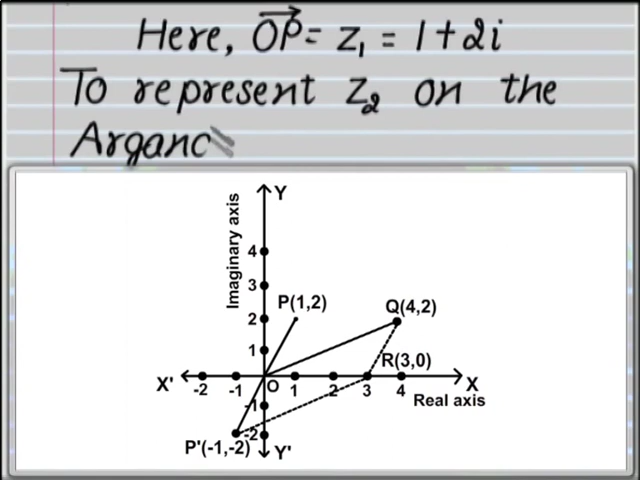 Here, OP⃗ = z₁ = 1+2i
To represent z₂ on the
Argand
Y
Imaginary axis
4
3
P(1,2)
Q(4,2)
2
1
R(3,0)
X'
-2 -1 O 1 2 3 4
X
Real axis
-1
-2
P'(-1,-2)
Y'